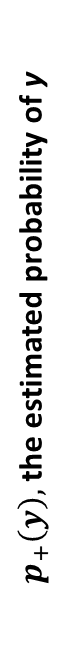 p+(y), the estimated probability of y